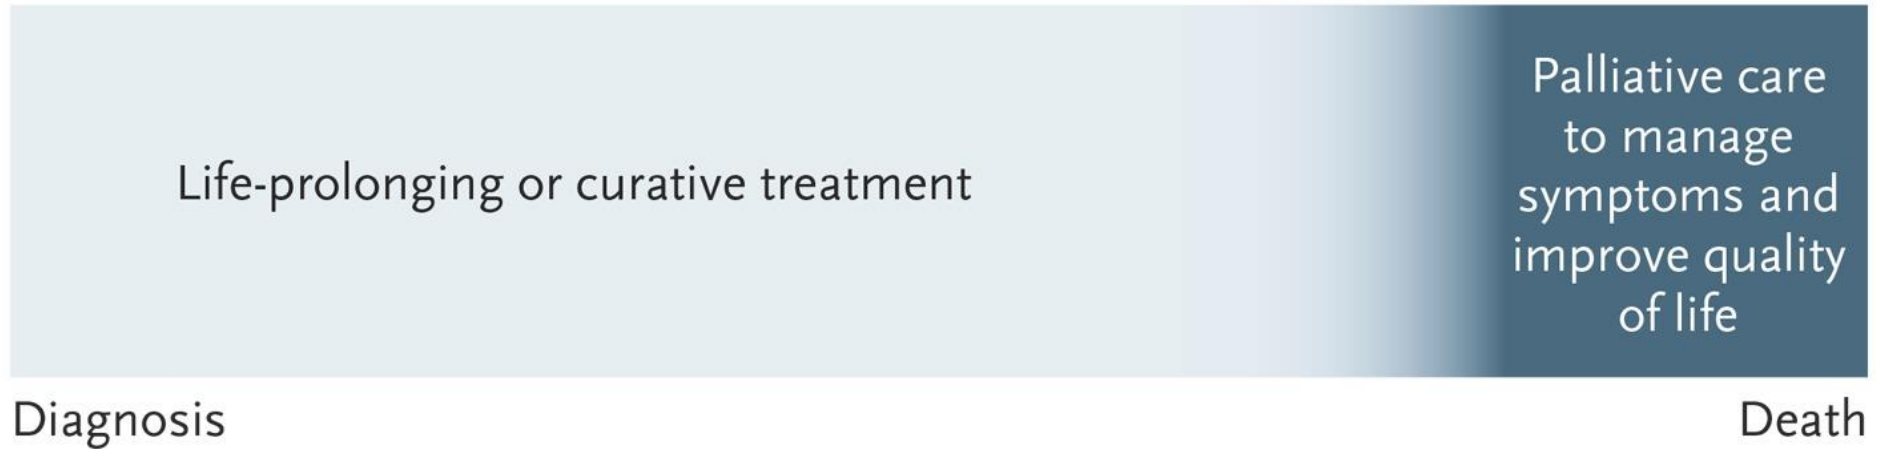 Life-prolonging or curative treatment
Palliative care
to manage
symptoms and
improve quality
of life
Diagnosis
Death